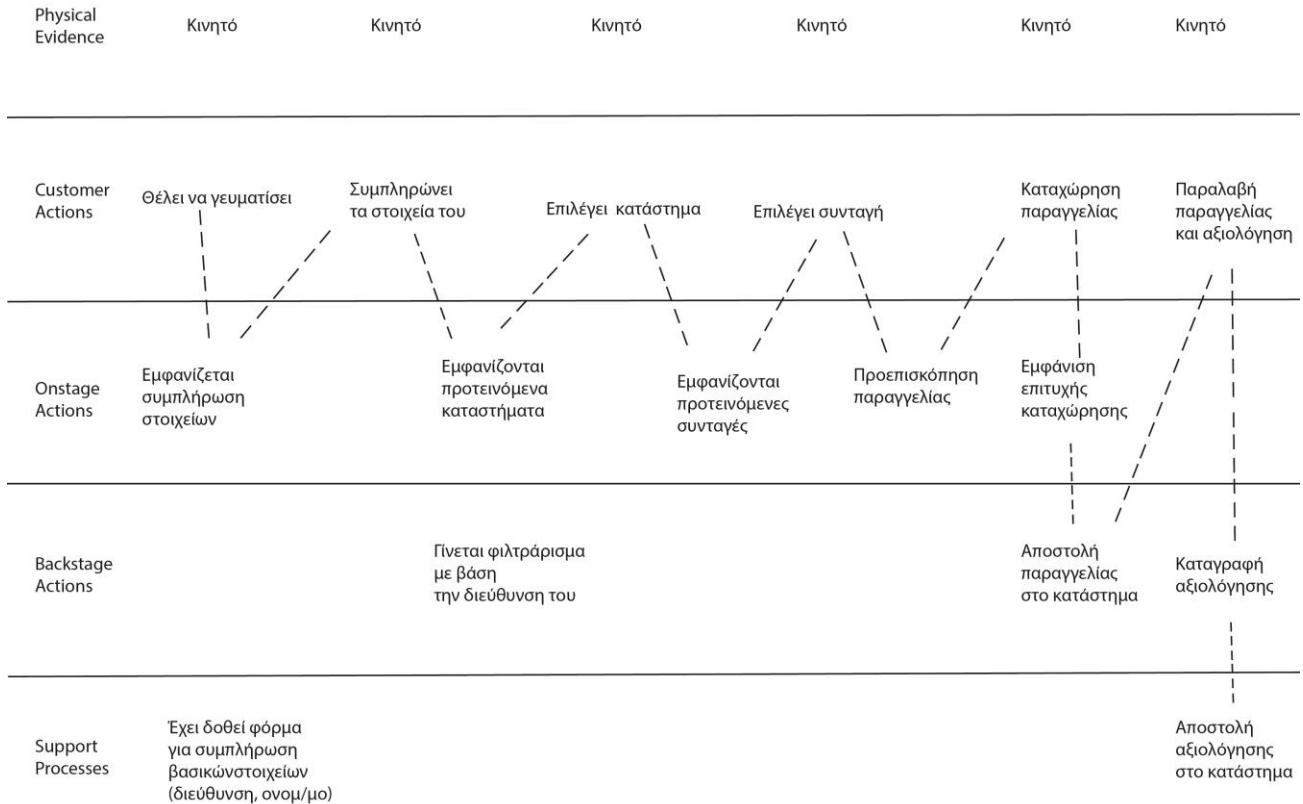 Physical
Evidence
Κινητό
Κινητό
Κινητό
Κινητό
Κινητό
Κινητό
Customer
Actions
Θέλει να γευματίσει
Συμπληρώνει
τα στοιχεία του
Επιλέγει κατάστημα
Επιλέγει συνταγή
Καταχώρηση
παραγγελίας
Παραλαβή
παραγγελίας
και αξιολόγηση
Onstage
Actions
Εμφανίζεται
συμπλήρωση
στοιχείων
Εμφανίζονται
προτεινόμενα
καταστήματα
Εμφανίζονται
προτεινόμενες
συνταγές
Προεπισκόπηση
παραγγελίας
Εμφάνιση
επιτυχής
καταχώρησης
Backstage
Actions
Γίνεται φιλτράρισμα
με βάση
την διεύθυνση του
Αποστολή
παραγγελίας
στο κατάστημα
Καταγραφή
αξιολόγησης
Support
Processes
Έχει δοθεί φόρμα
για συμπλήρωση
βασικώνστοιχείων
(διεύθυνση, ονομ/μο)
Αποστολή
αξιολόγησης
στο κατάστημα